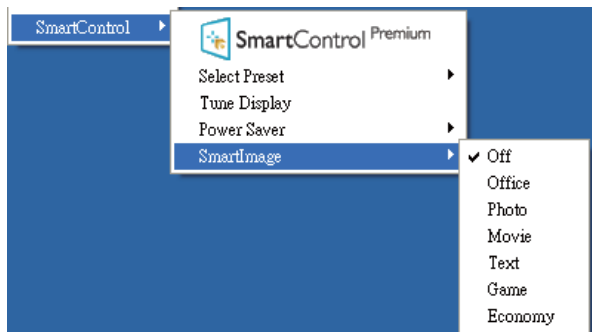 SmartControl
SmartControl Premium
Select Preset
Tune Display
Power Saver
SmartImage
Off
Office
Photo
Movie
Text
Game
Economy